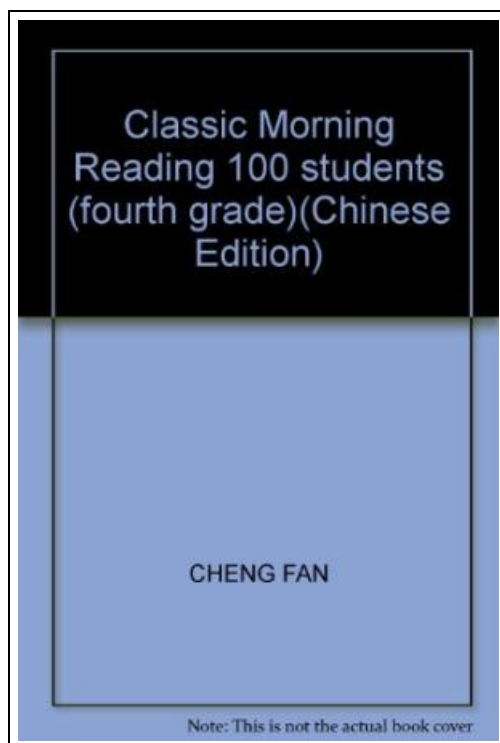 Classic Morning
Reading 100 students
(fourth grade)(Chinese
Edition)
CHENG FAN
Note: This is not the actual book cover